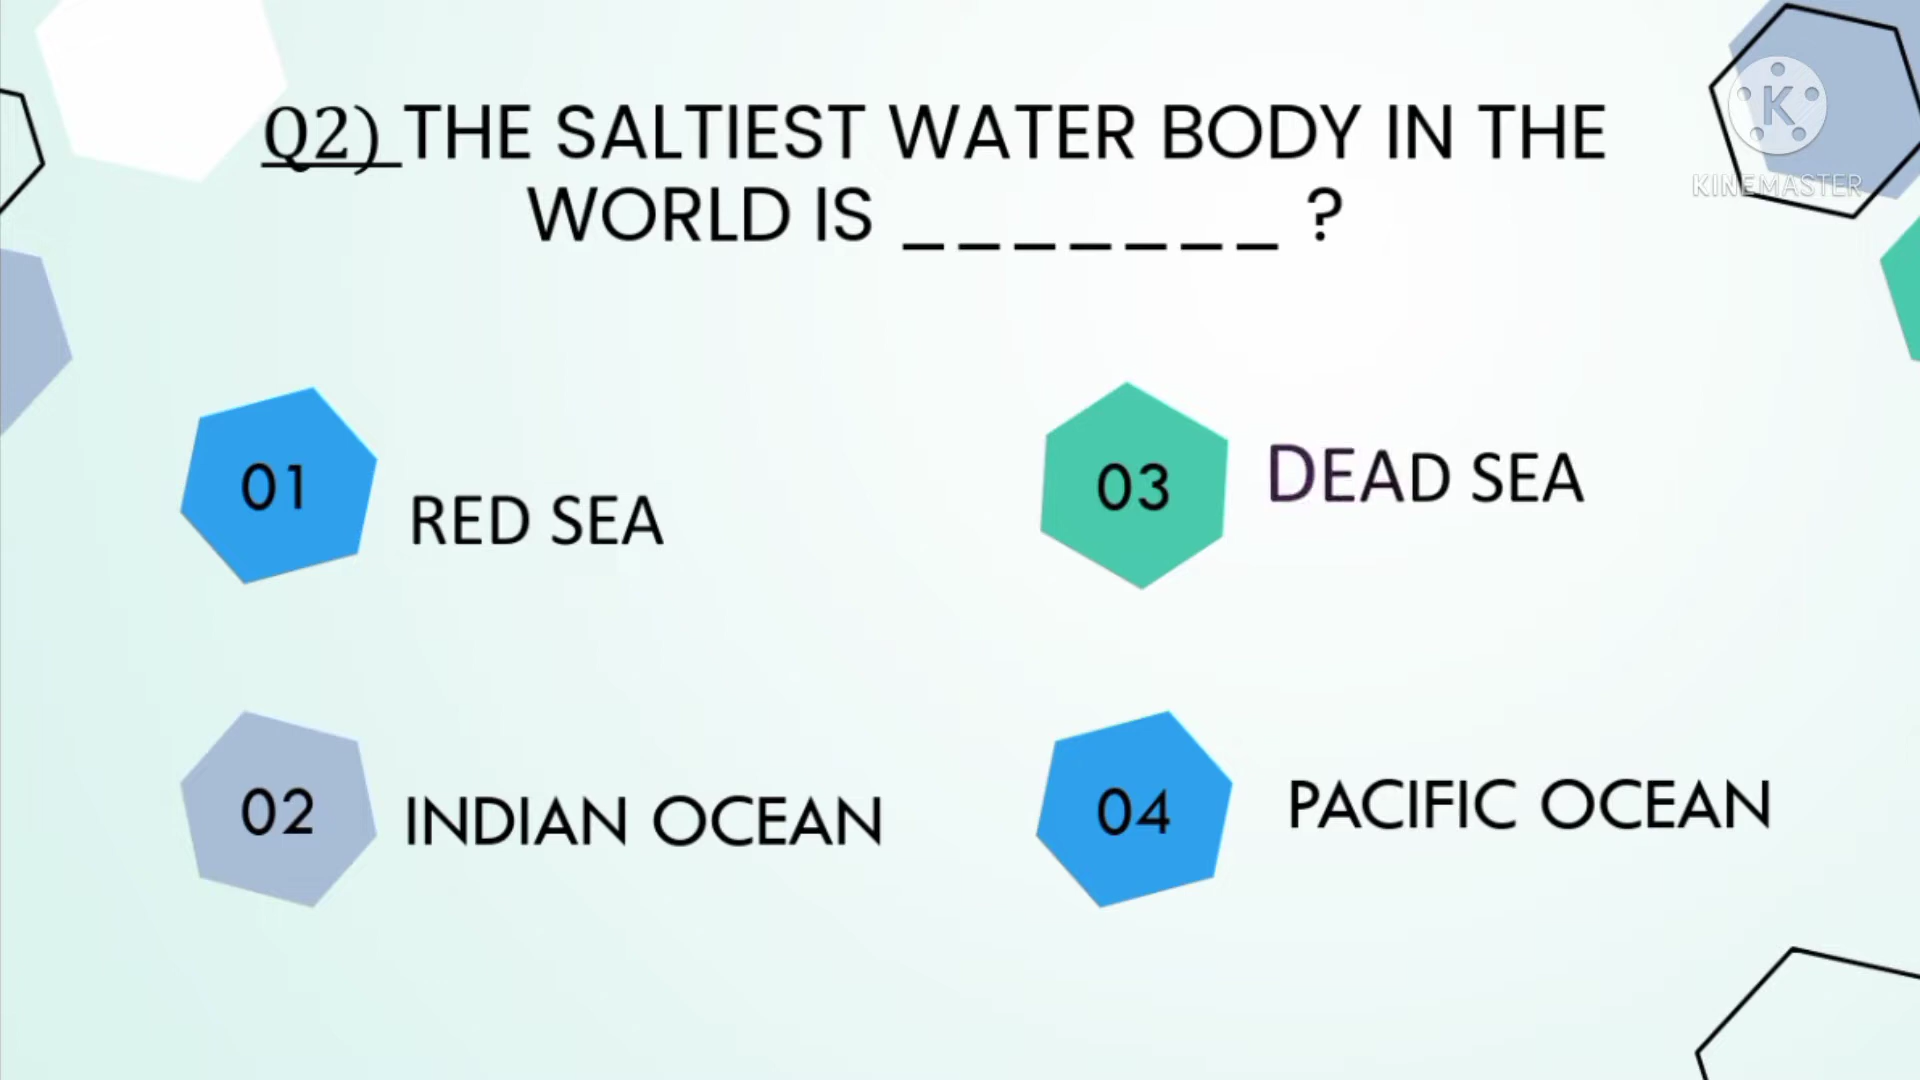 Q2) THE SALTIEST WATER BODY IN THE
WORLD IS _ _ _ _ _ _ _ ?
01
RED SEA
03
DEAD SEA
02
INDIAN OCEAN
04
PACIFIC OCEAN
K
KINEMASTER